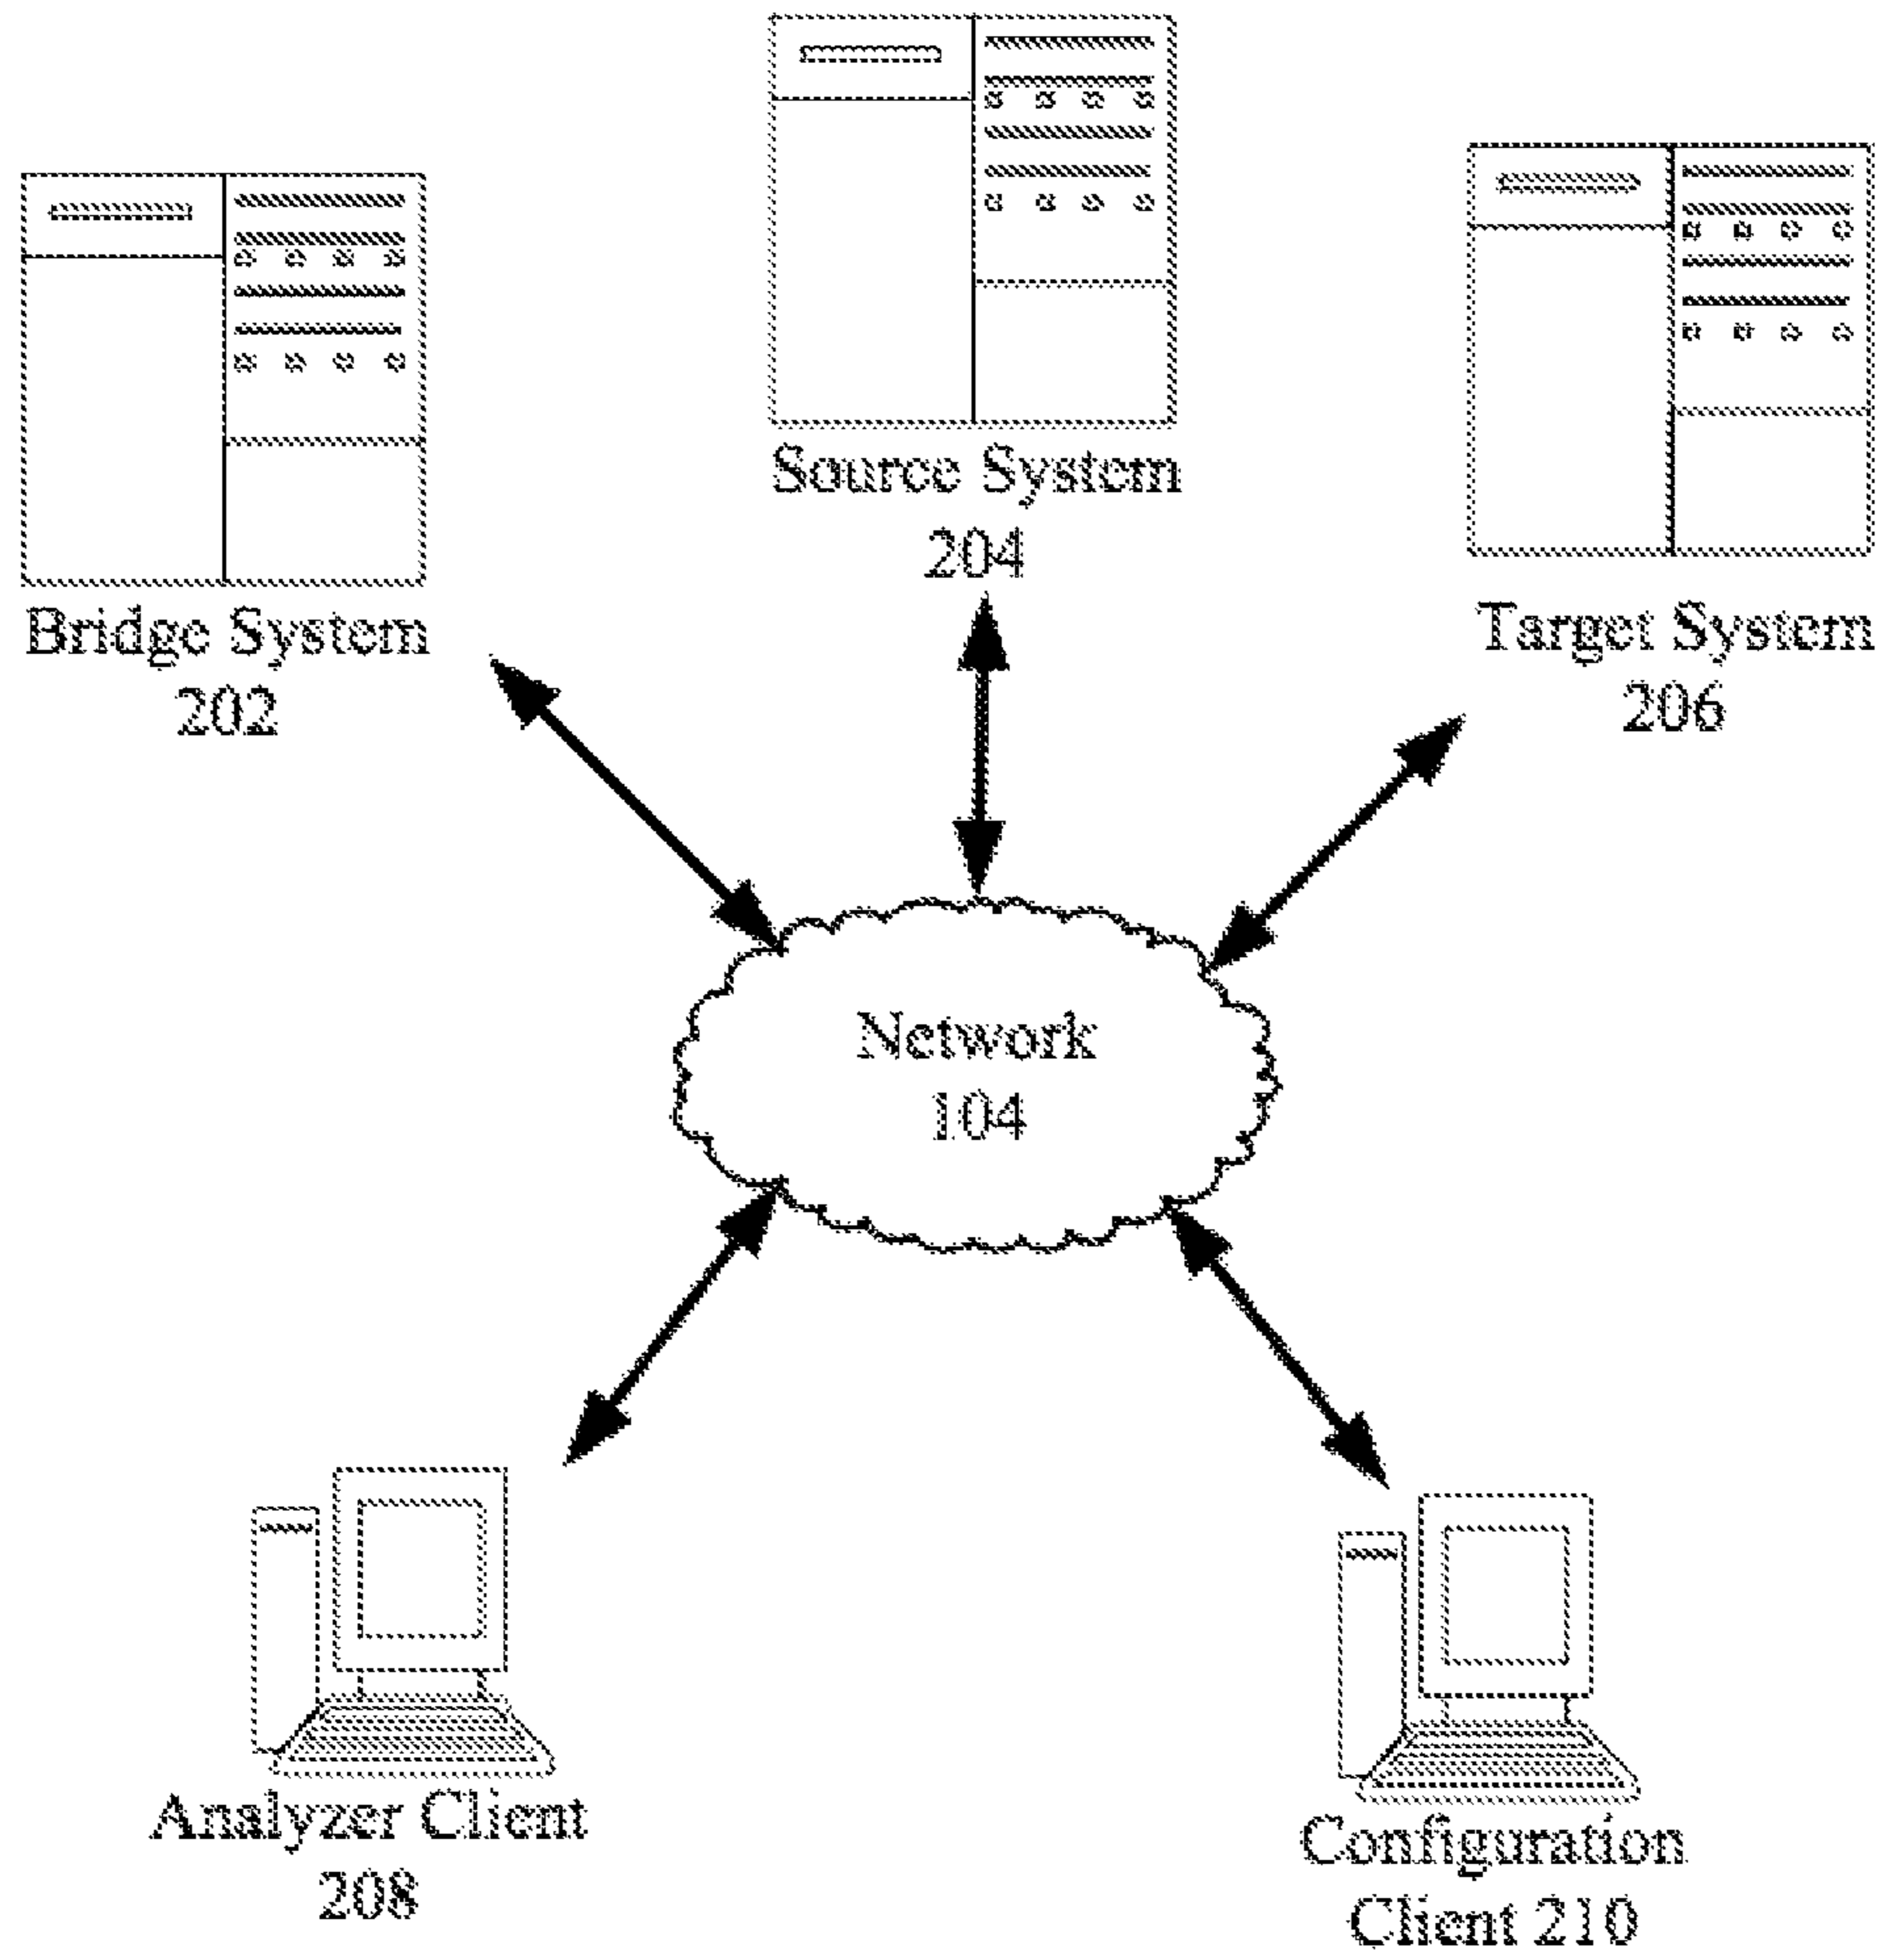 Source System
204
Bridge System
202
Target System
206
Network
104
Analyzer Client
208
Configuration
Client 210